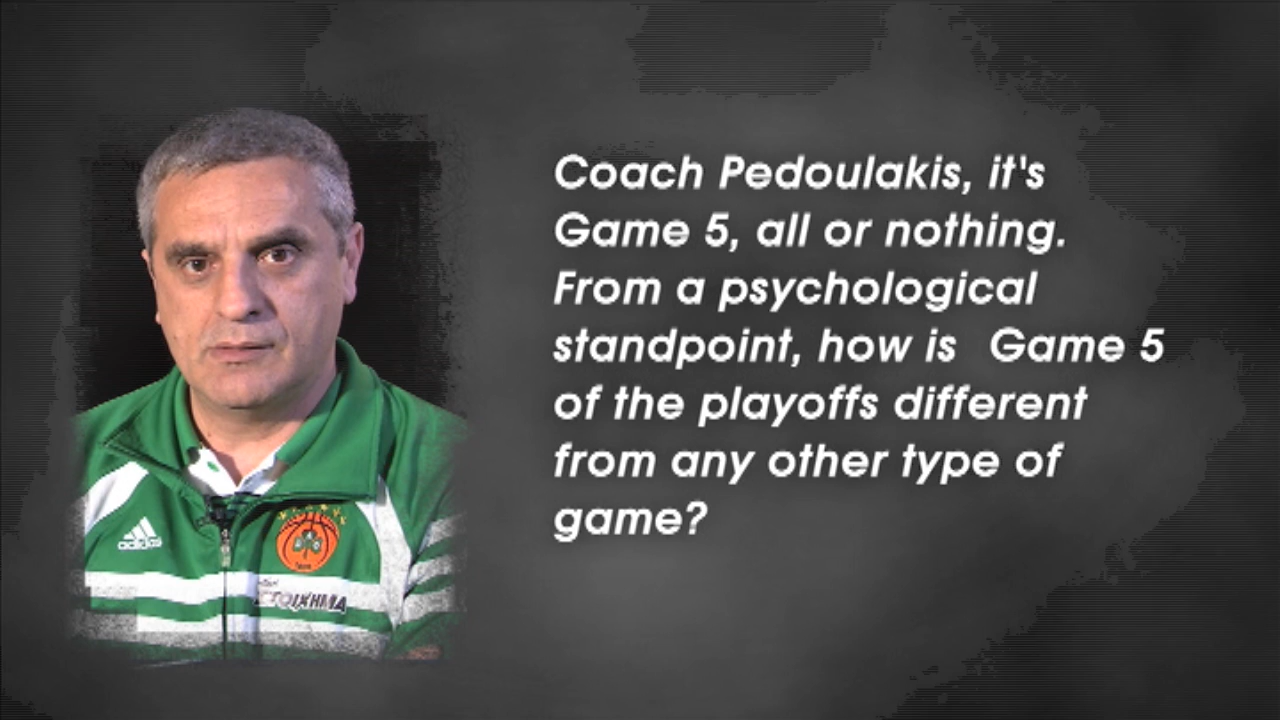 Coach Pedoulakis, it's
Game 5, all or nothing.
From a psychological
standpoint, how is Game 5
of the playoffs different
from any other type of
game?
adidas
ΣΤΟΙΧΗΜΑ